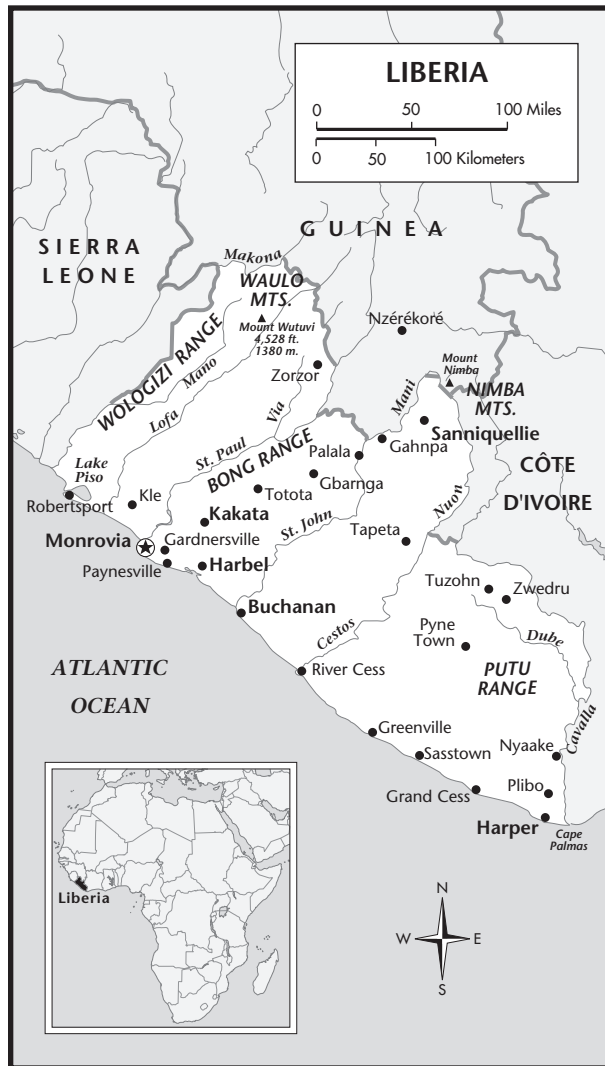 LIBERIA
0 50 100 Miles
0 50 100 Kilometers
GUINEA
SIERRA
LEONE
Makona
WAULO
MTS.
Mount Wutuvi
4,528 ft.
1380 m.
Nzérékoré
WOLOGIZI RANGE
Mano
Lofa
Zorzor
Via
Mount
Nimba
NIMBA
MTS.
Mani
Sanniquellie
St. Paul
BONG RANGE
Palala
Gahnpa
CÔTE
D'IVOIRE
Lake
Piso
Robertsport
Kle
Totota
Gbarnga
Nuon
Kakata
St. John
Tapeta
Monrovia
Gardnersville
Paynesville
Harbel
Buchanan
Tuzohn
Zwedru
Cestos
Pyne
Town
Dube
ATLANTIC
OCEAN
River Cess
PUTU
RANGE
Greenville
Sasstown
Nyaake
Cavalla
Grand Cess
Plibo
Harper
Cape
Palmas
Liberia
N
W E
S